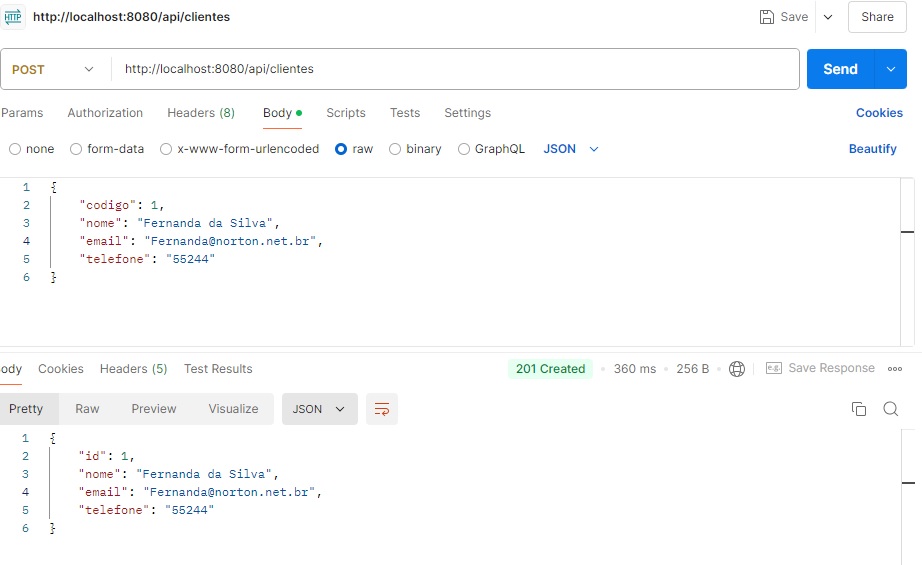 HTTP http://localhost:8080/api/clientes Save Share
POST http://localhost:8080/api/clientes Send
Params Authorization Headers (8) Body Scripts Tests Settings Cookies
none form-data x-www-form-urlencoded raw binary GraphQL JSON Beautify
1 {
2 "codigo": 1,
3 "nome": "Fernanda da Silva",
4 "email": "Fernanda@norton.net.br",
5 "telefone": "55244"
6 }
ody Cookies Headers (5) Test Results 201 Created 360 ms 256 B e.g. Save Response
Pretty Raw Preview Visualize JSON
1 {
2 "id": 1,
3 "nome": "Fernanda da Silva",
4 "email": "Fernanda@norton.net.br",
5 "telefone": "55244"
6 }